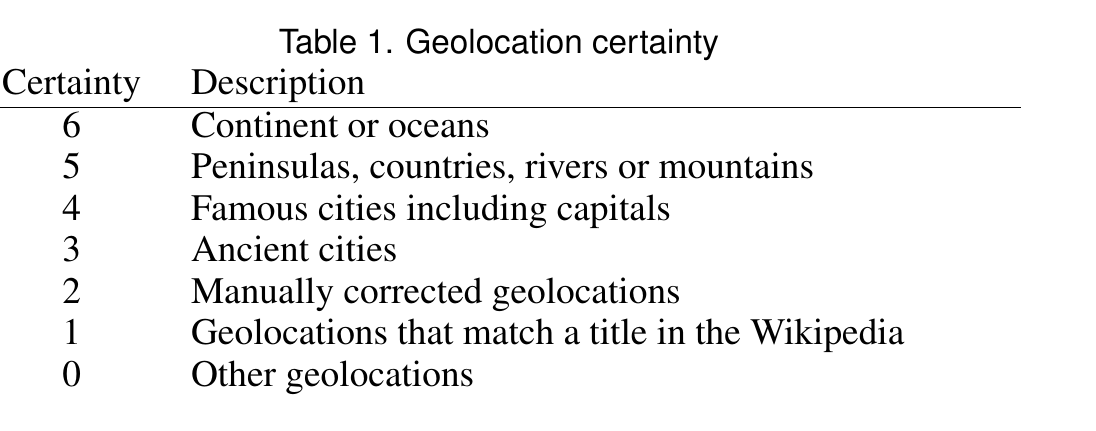 Table 1. Geolocation certainty
Certainty Description
6 Continent or oceans
5 Peninsulas, countries, rivers or mountains
4 Famous cities including capitals
3 Ancient cities
2 Manually corrected geolocations
1 Geolocations that match a title in the Wikipedia
0 Other geolocations